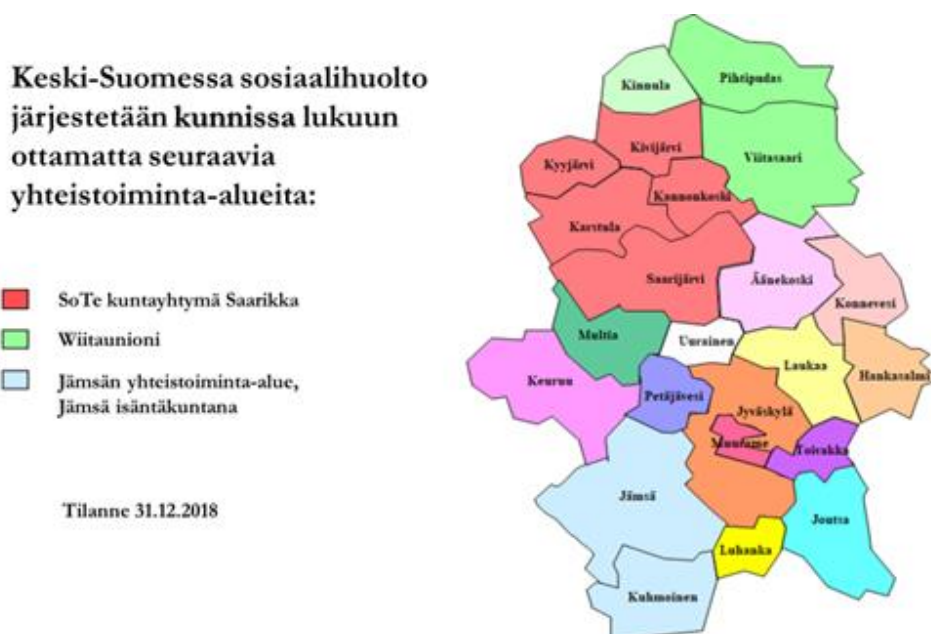 Keski-Suomessa sosiaalihuolto
järjestetään kunnissa lukuun
ottamatta seuraavia
yhteistoiminta-alueita:
SoTe kuntayhtymä Saarikka
Wiitaunioni
Jämsän yhteistoiminta-alue,
Jämsä isäntäkuntana
Tilanne 31.12.2018
Pihtipudas
Kinnula
Kivijärvi
Viitasaari
Kyyjärvi
Kannonkoski
Karstula
Saarijärvi
Äänekoski
Konnevesi
Multia
Uurainen
Laukaa
Hankasalmi
Keuruu
Petäjävesi
Jyväskylä
Muurame
Toivakka
Jämsä
Joutsa
Luhanka
Kuhmoinen